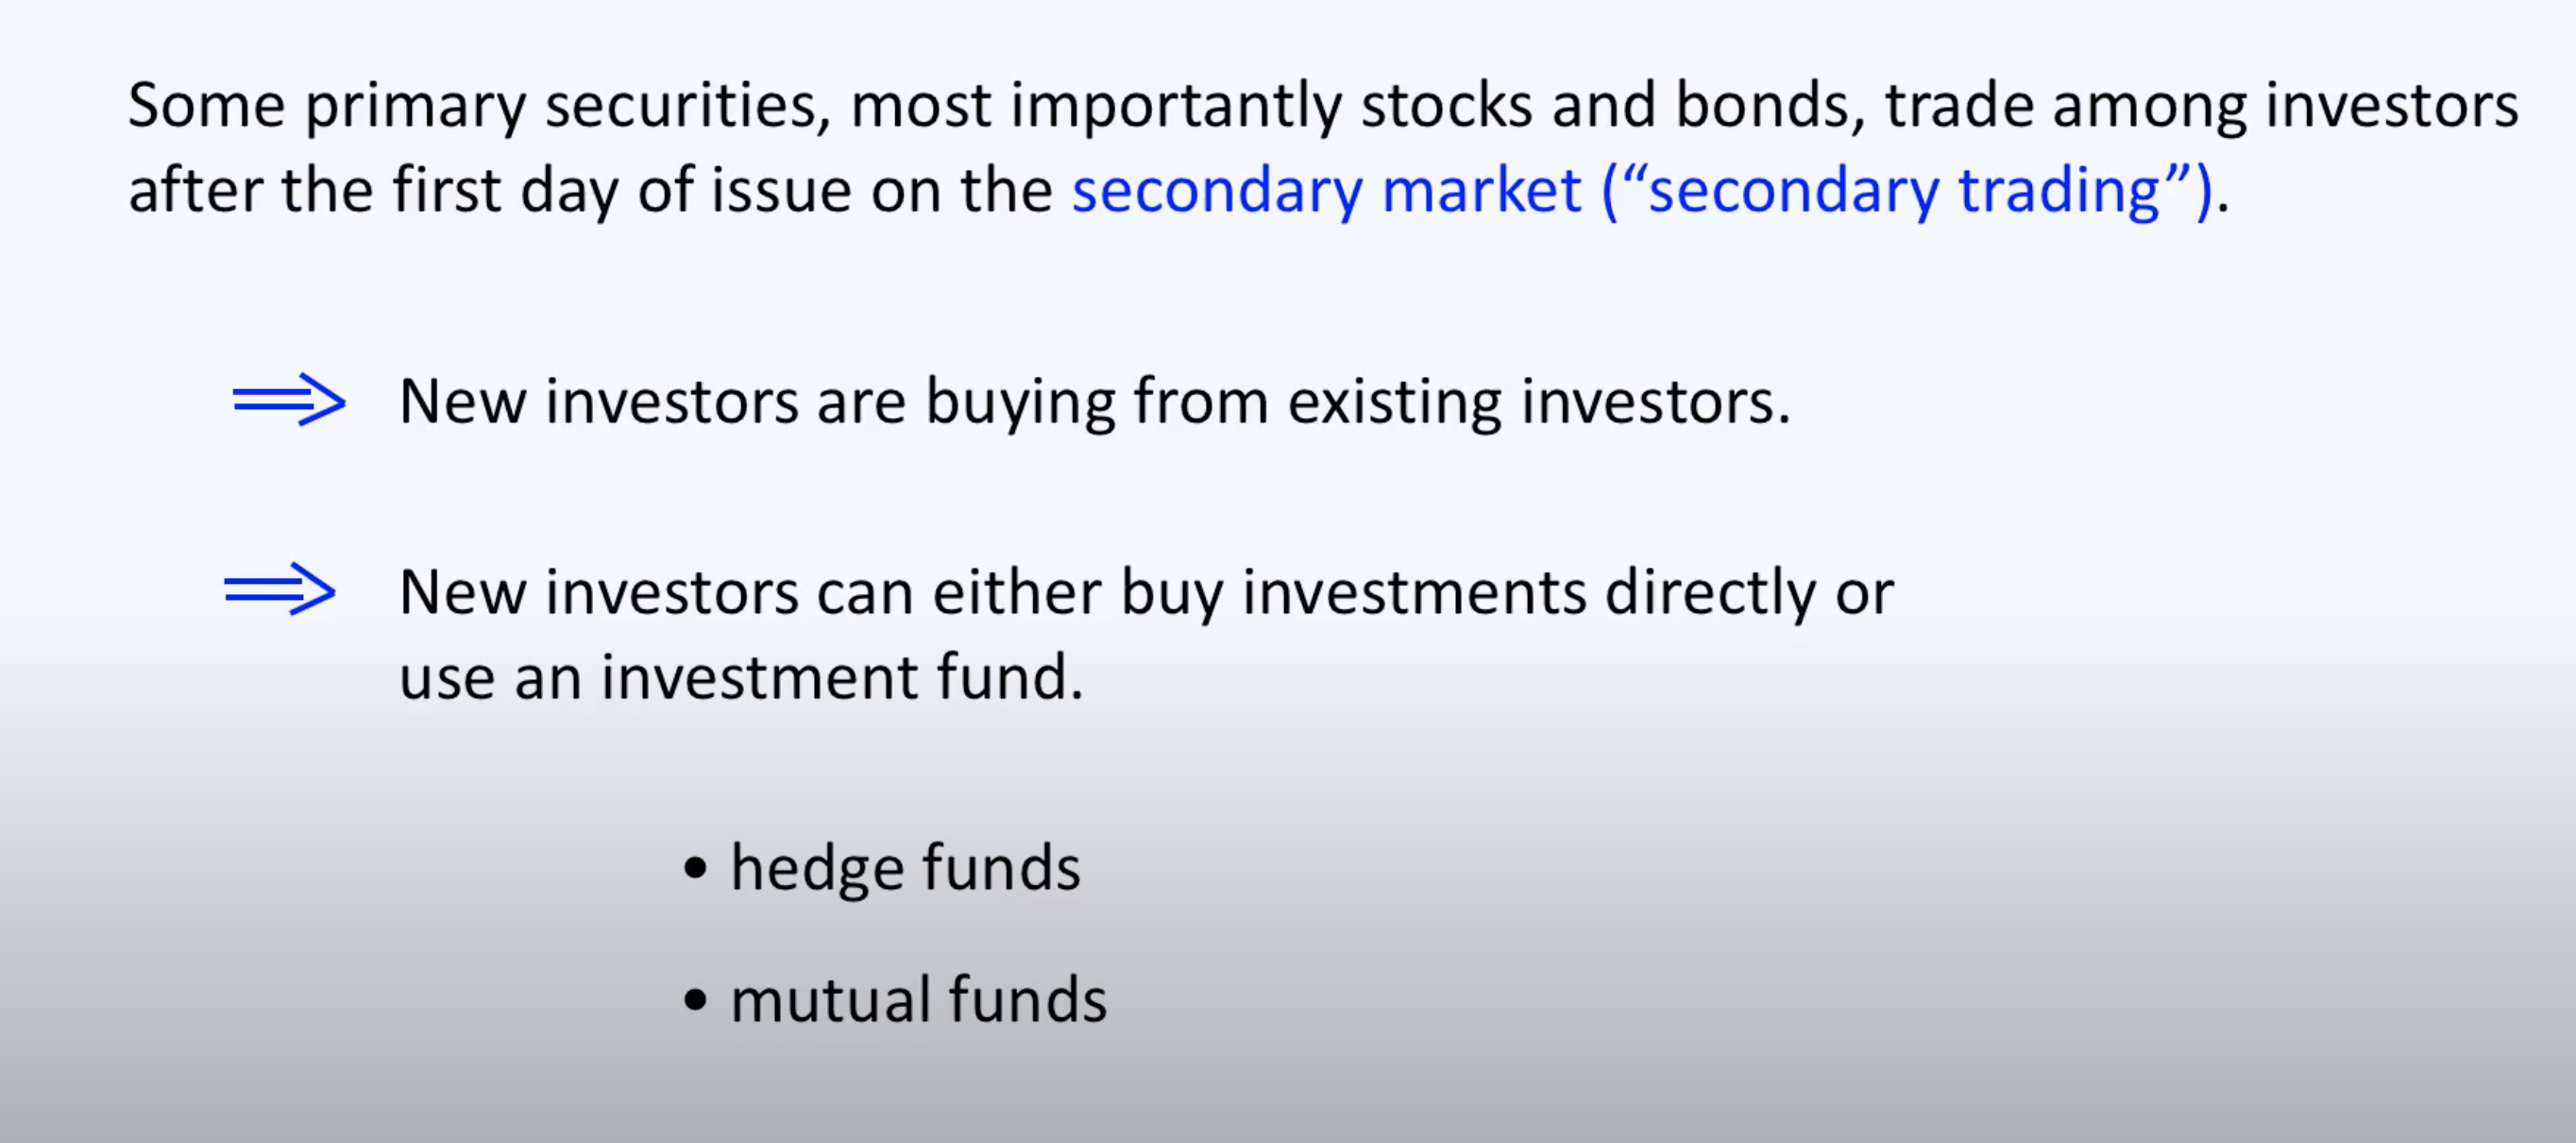 Some primary securities, most importantly stocks and bonds, trade among investors
after the first day of issue on the secondary market (“secondary trading”).
New investors are buying from existing investors.
New investors can either buy investments directly or
use an investment fund.
• hedge funds
• mutual funds